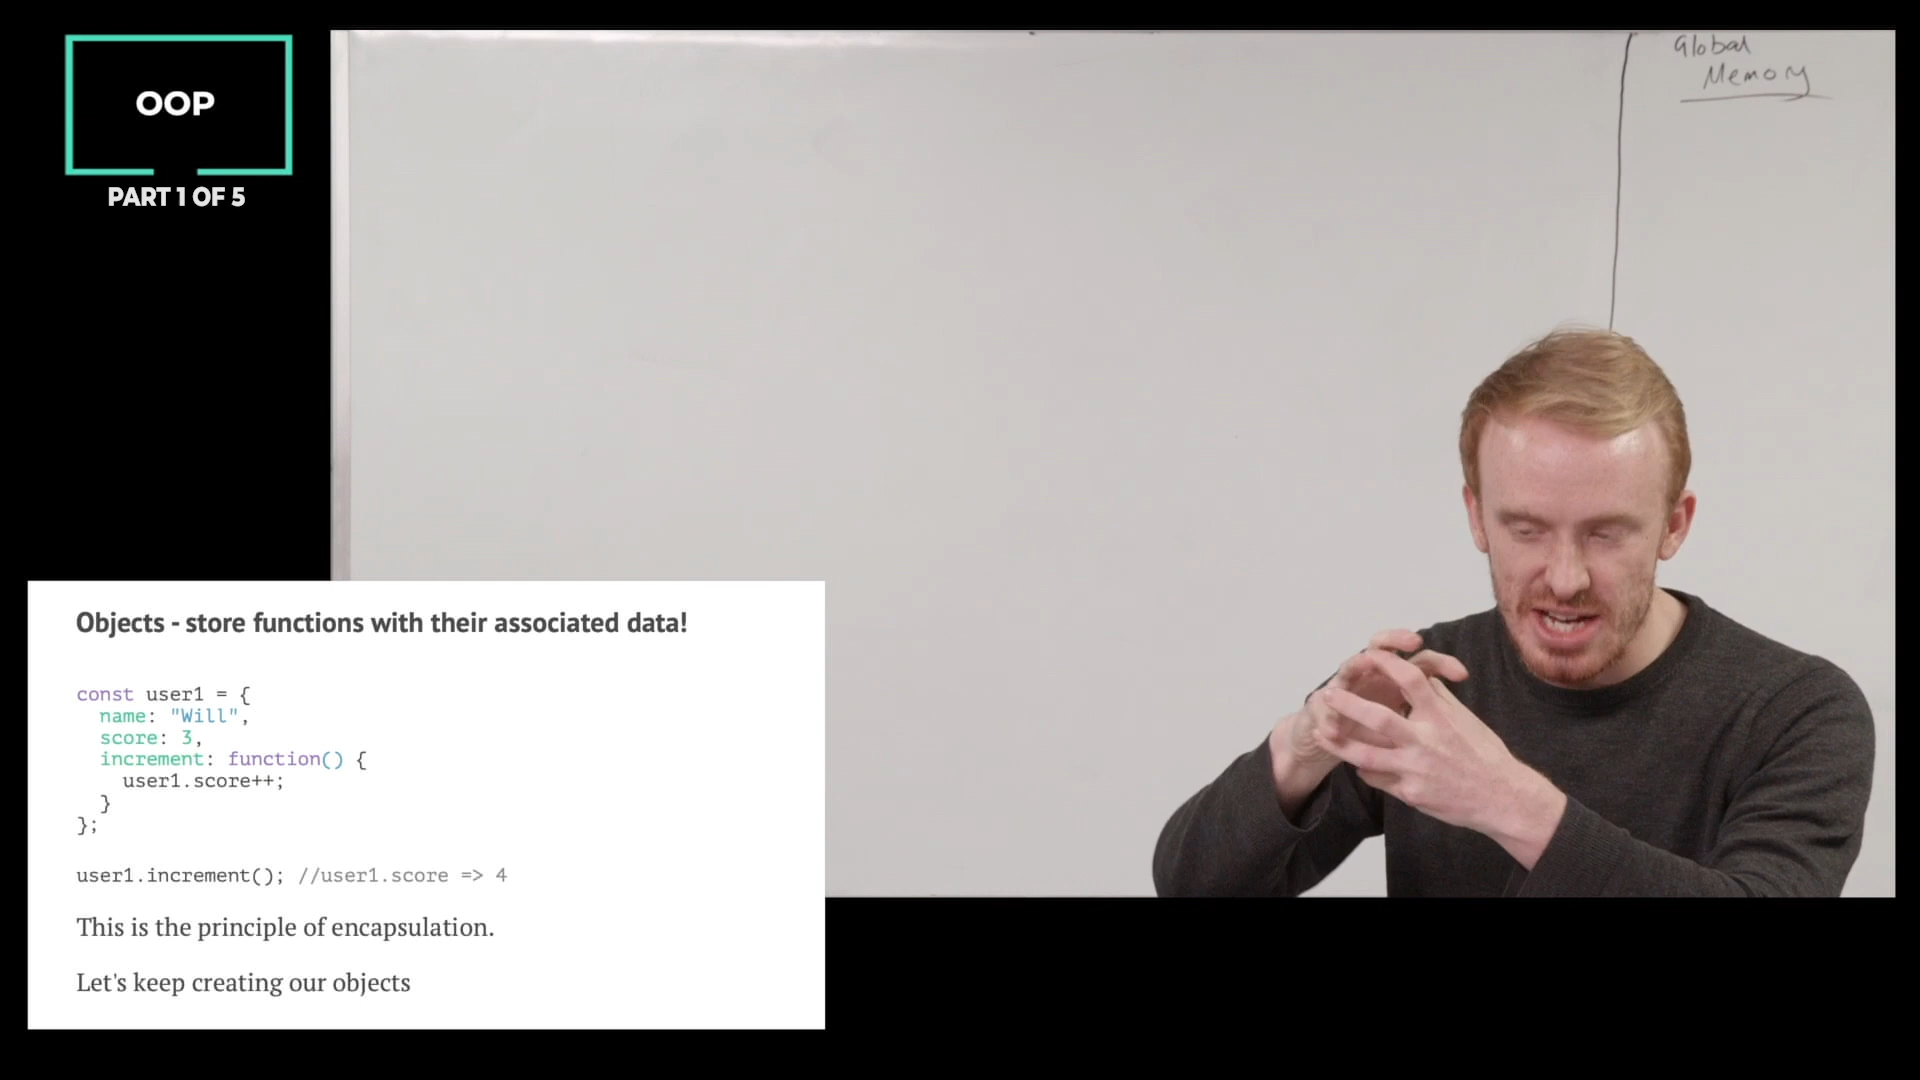 OOP
PART 1 OF 5
Global
Memory
Objects - store functions with their associated data!
const user1 = {
  name: "Will",
  score: 3,
  increment: function() {
    user1.score++;
  }
};
user1.increment(); //user1.score => 4
This is the principle of encapsulation.
Let's keep creating our objects